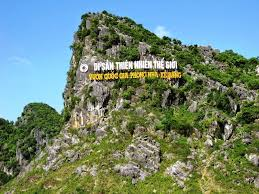 DI SẢN THIÊN NHIÊN THẾ GIỚI
VƯỜN QUỐC GIA PHONG NHA - KẺ BÀNG